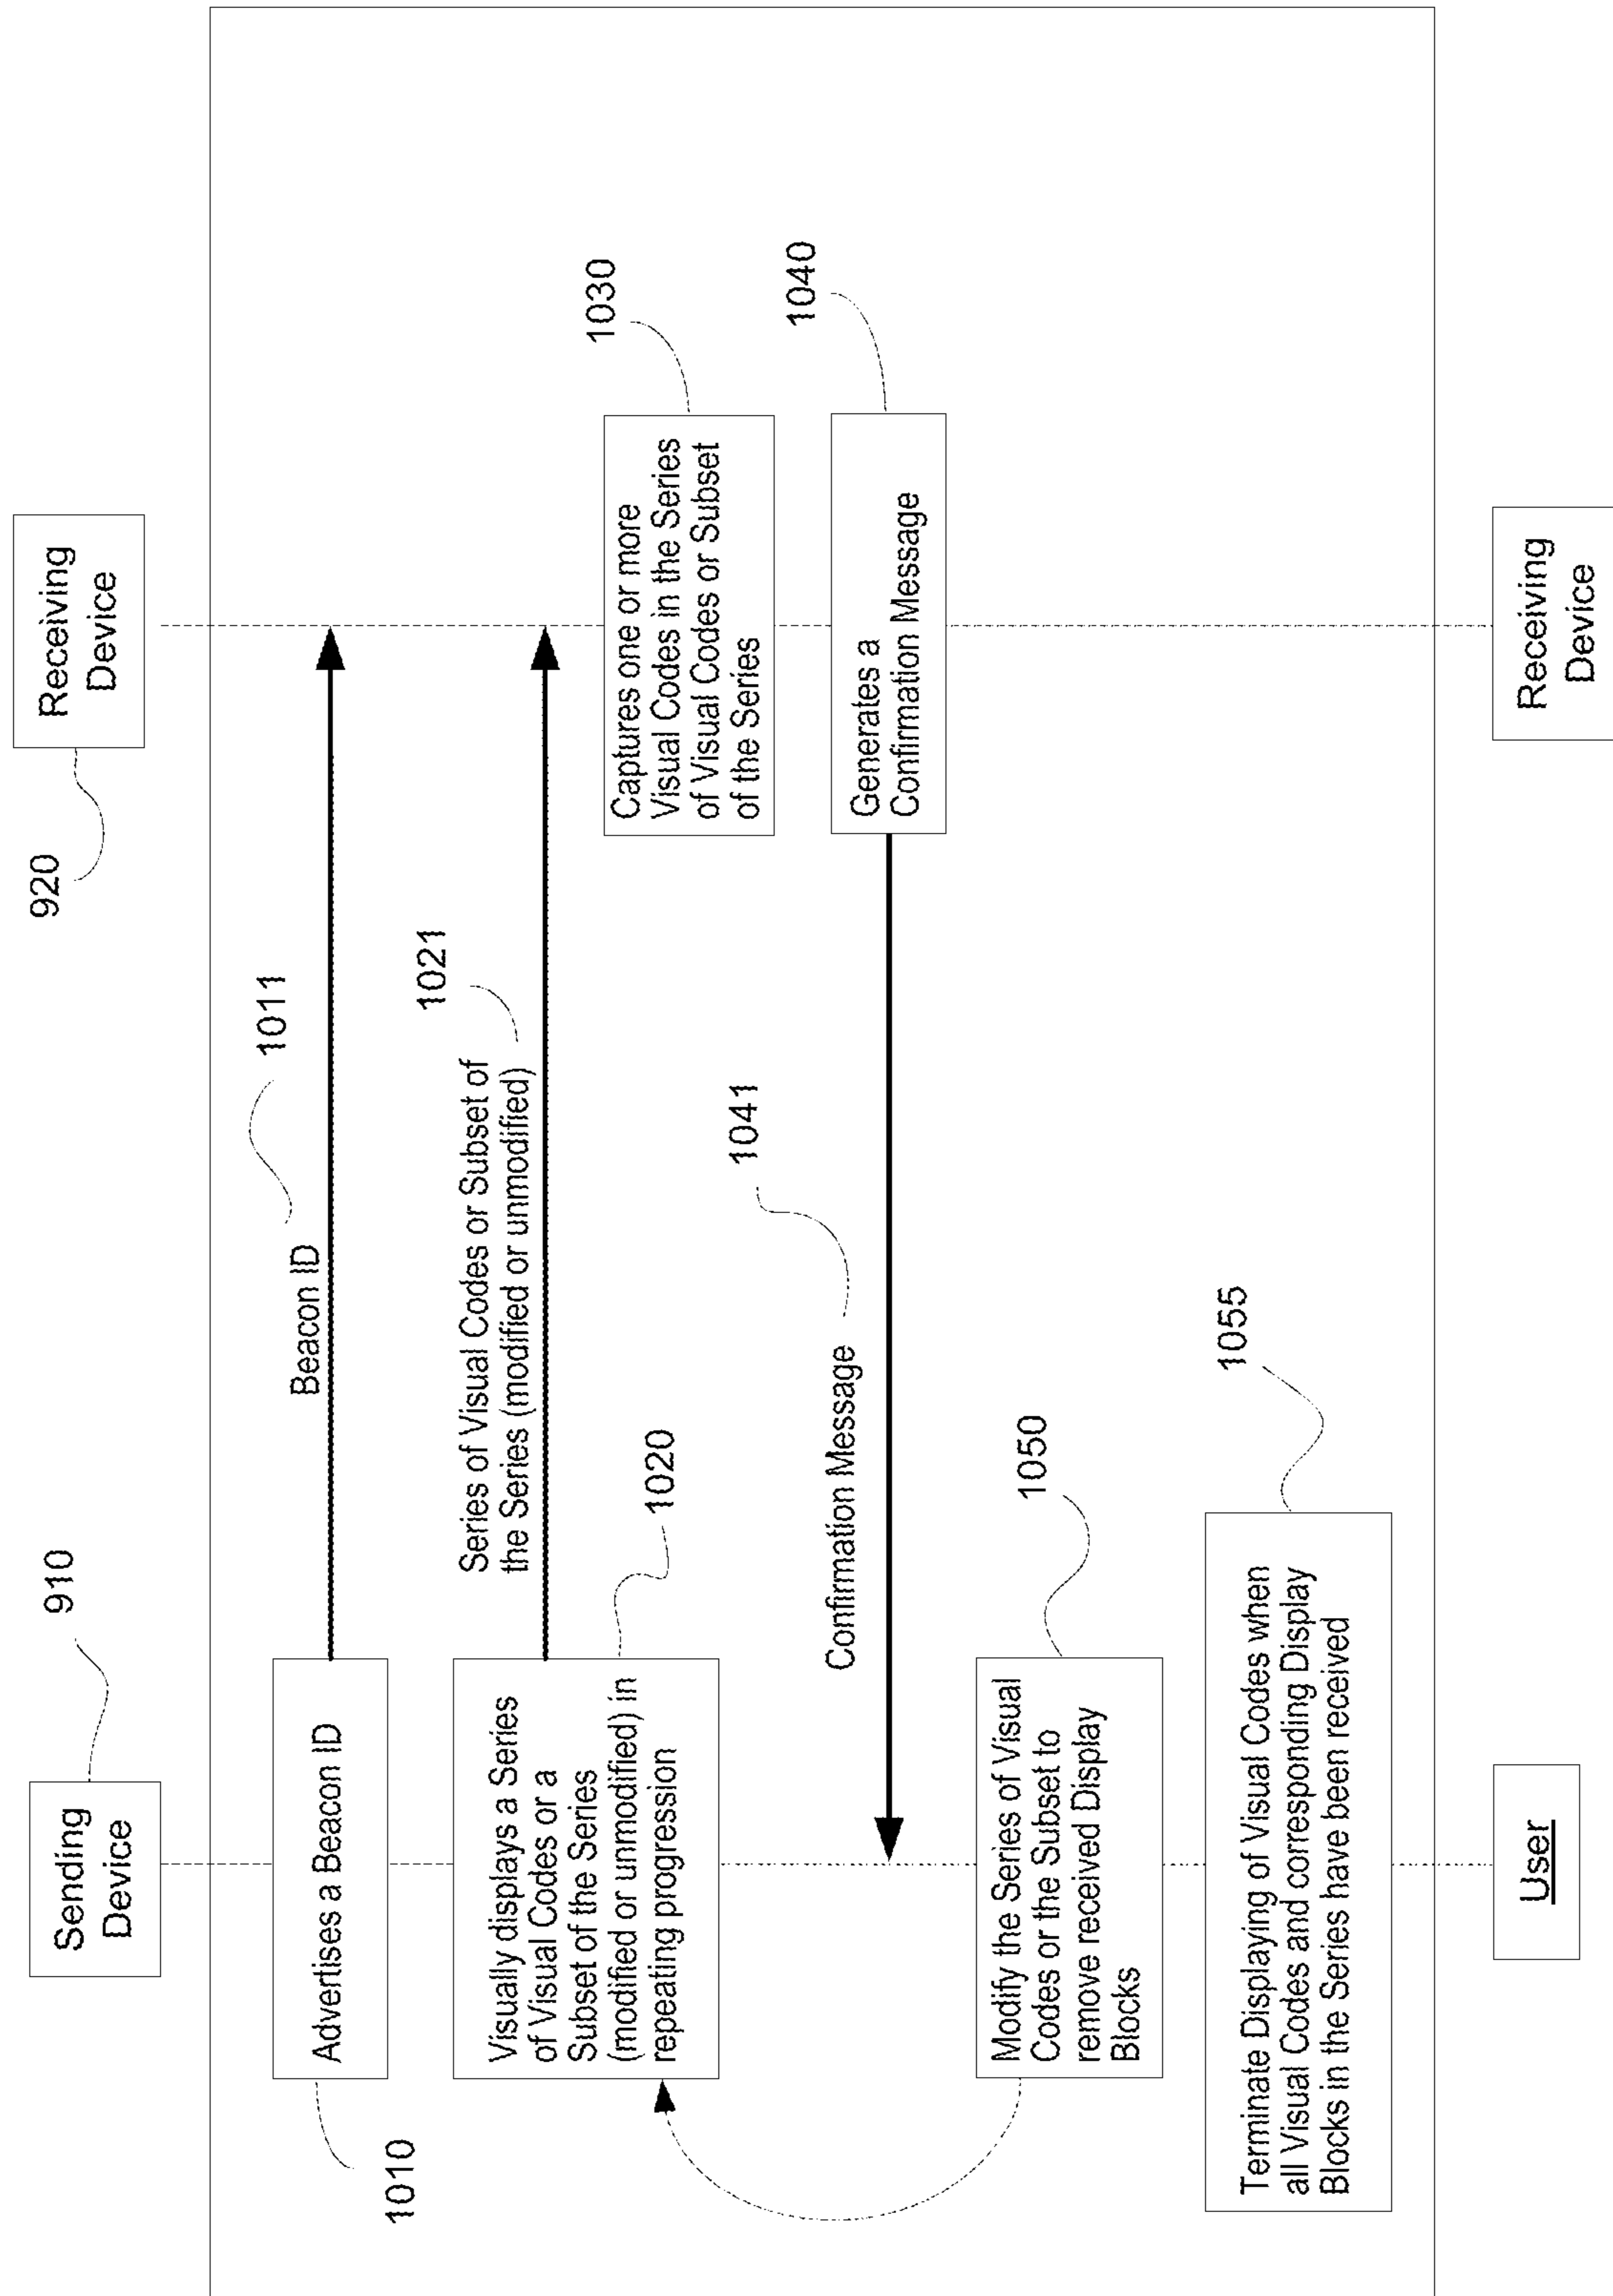 910
Sending
Device
920
Receiving
Device
1010
Advertises a Beacon ID
Beacon ID
1011
Visually displays a Series
of Visual Codes or a
Subset of the Series
(modified or unmodified) in
repeating progression
1020
Series of Visual Codes or Subset of
the Series (modified or unmodified)
1021
Captures one or more
Visual Codes in the Series
of Visual Codes or Subset
of the Series
1030
Generates a
Confirmation Message
1040
Confirmation Message
1041
Modify the Series of Visual
Codes or the Subset to
remove received Display
Blocks
1050
Terminate Displaying of Visual Codes when
all Visual Codes and corresponding Display
Blocks in the Series have been received
1055
User
Receiving
Device